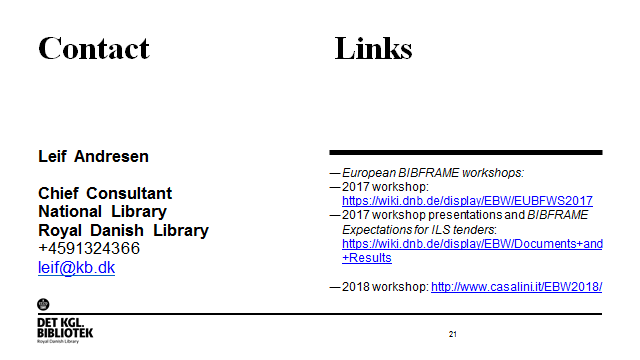 Contact
Leif Andresen
Chief Consultant
National Library
Royal Danish Library
+4591324366
leif@kb.dk
Links
—European BIBFRAME workshops:
—2017 workshop:
https://wiki.dnb.de/display/EBW/EUBFWS2017
—2017 workshop presentations and BIBFRAME
Expectations for ILS tenders:
https://wiki.dnb.de/display/EBW/Documents+and
+Results
—2018 workshop: http://www.casalini.it/EBW2018/
DET KGL.
BIBLIOTEK
Royal Danish Library
21